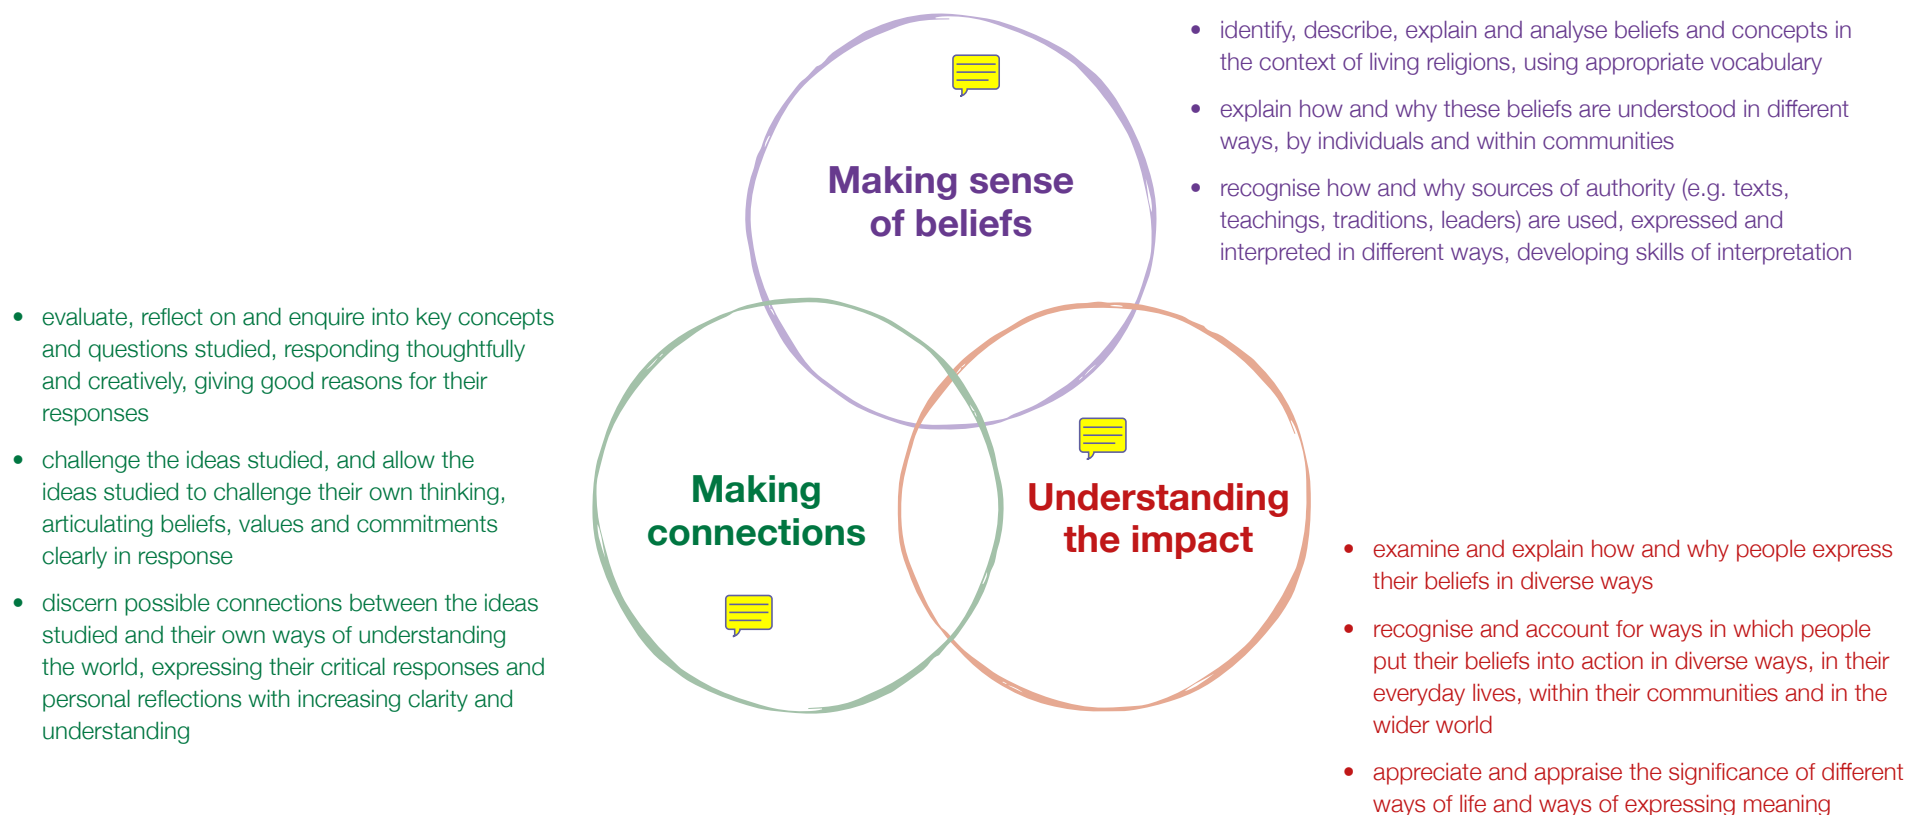 • identify, describe, explain and analyse beliefs and concepts in
the context of living religions, using appropriate vocabulary
• explain how and why these beliefs are understood in different
ways, by individuals and within communities
• recognise how and why sources of authority (e.g. texts,
teachings, traditions, leaders) are used, expressed and
interpreted in different ways, developing skills of interpretation
Making sense
of beliefs
• evaluate, reflect on and enquire into key concepts
and questions studied, responding thoughtfully
and creatively, giving good reasons for their
responses
• challenge the ideas studied, and allow the
ideas studied to challenge their own thinking,
articulating beliefs, values and commitments
clearly in response
• discern possible connections between the ideas
studied and their own ways of understanding
the world, expressing their critical responses and
personal reflections with increasing clarity and
understanding
Making
connections
Understanding
the impact
• examine and explain how and why people express
their beliefs in diverse ways
• recognise and account for ways in which people
put their beliefs into action in diverse ways, in their
everyday lives, within their communities and in the
wider world
• appreciate and appraise the significance of different
ways of life and ways of expressing meaning